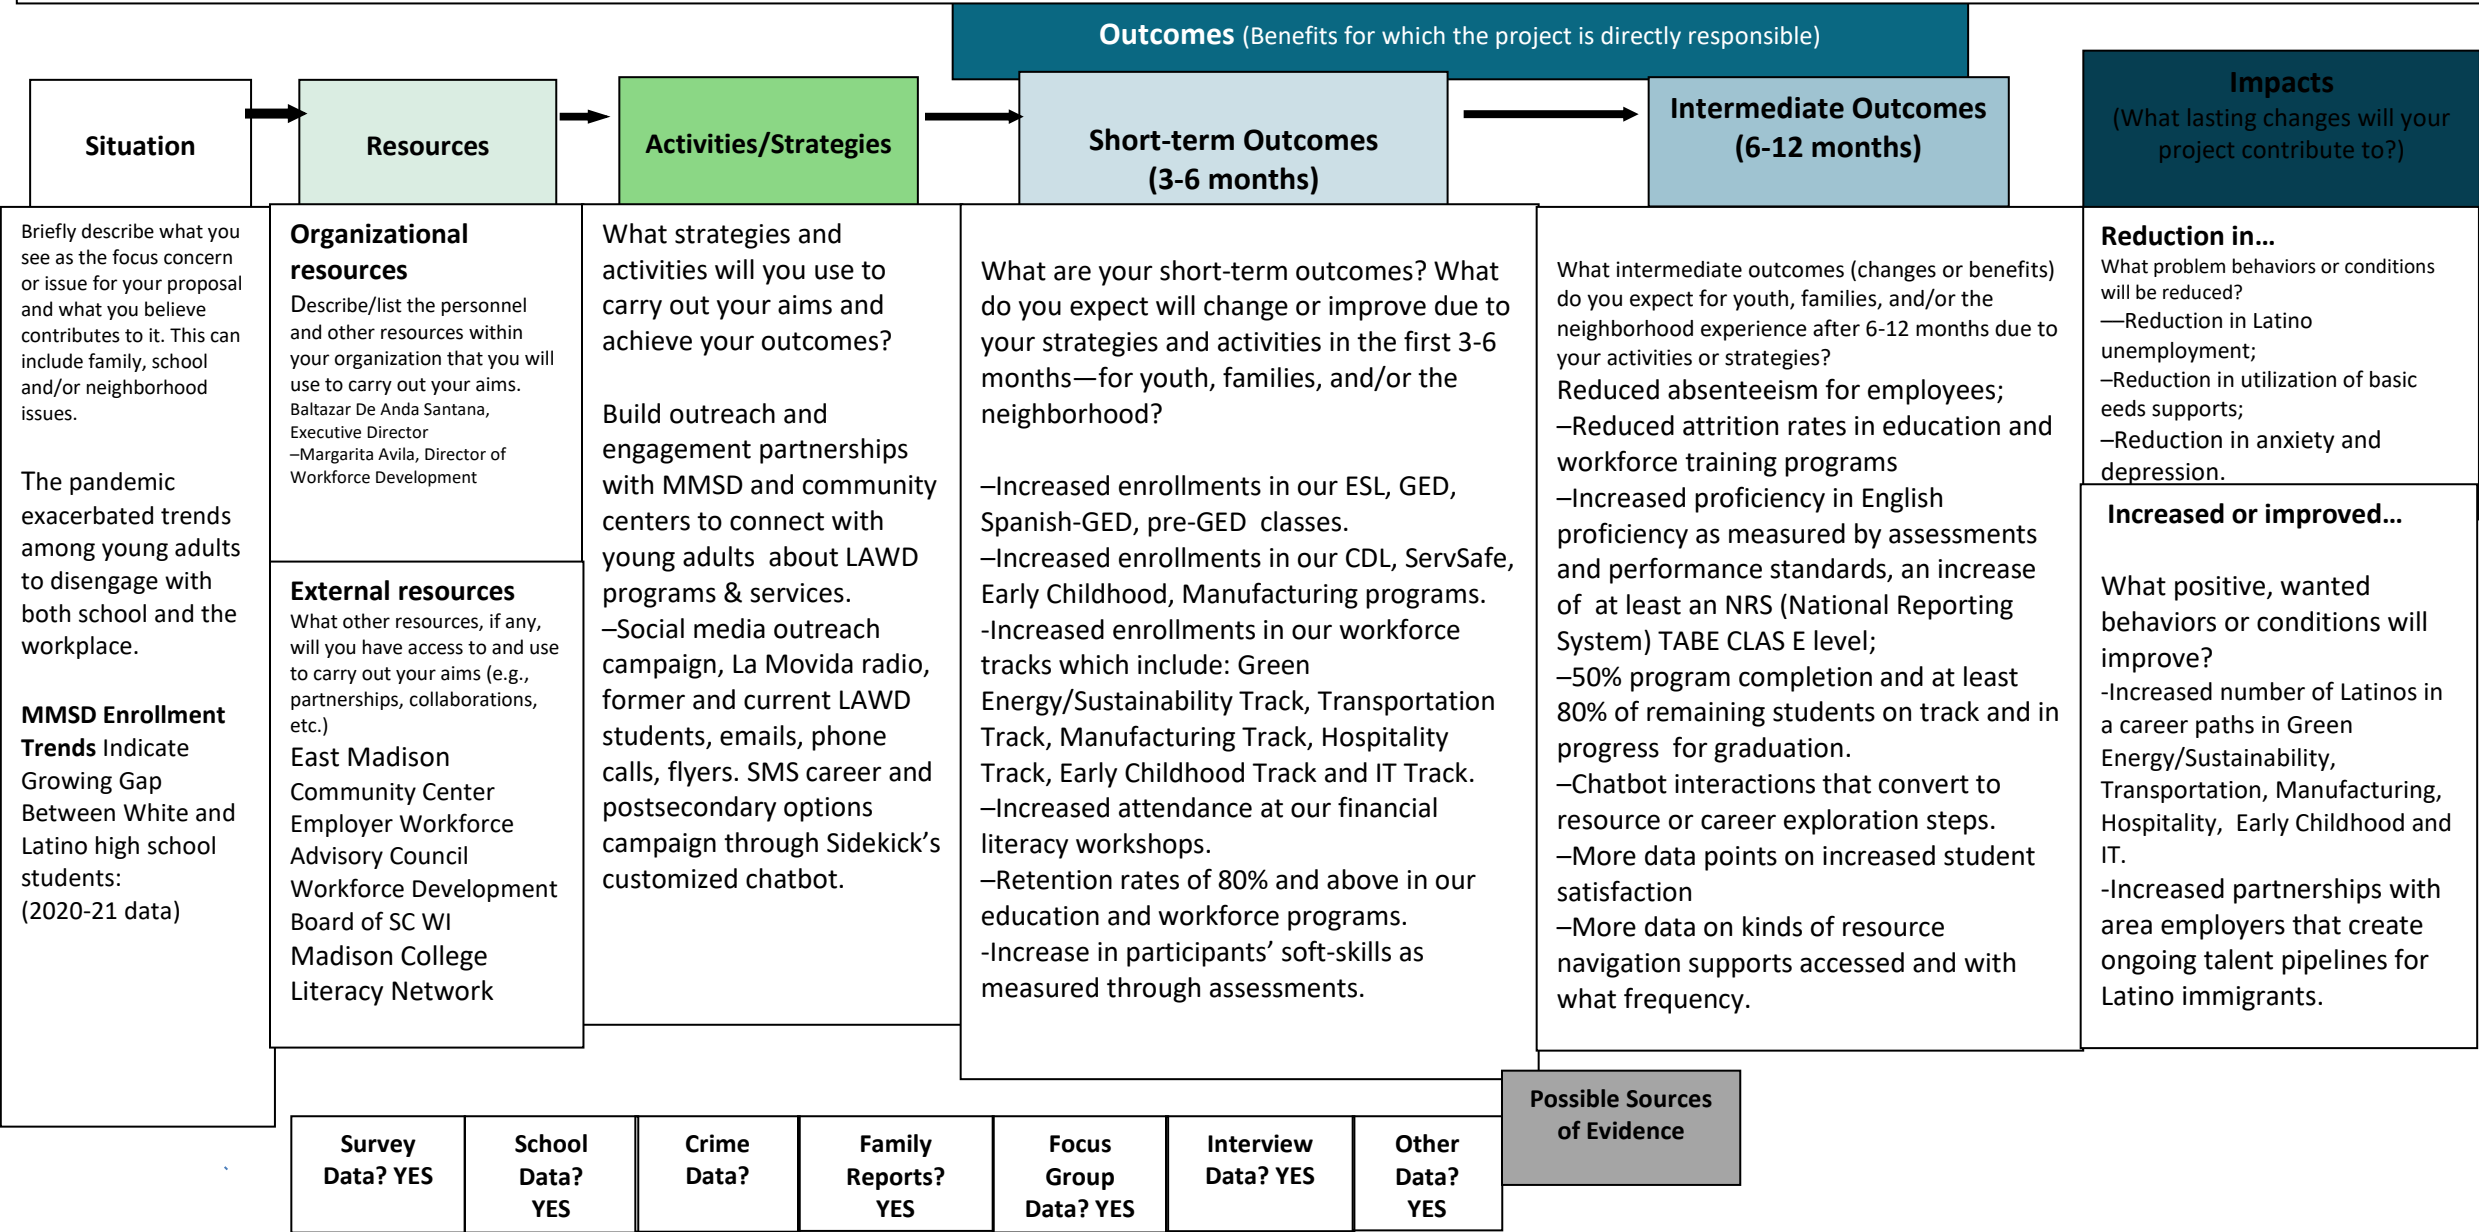 Outcomes (Benefits for which the project is directly responsible)
Situation
Resources
Activities/Strategies
Short-term Outcomes
(3-6 months)
Intermediate Outcomes
(6-12 months)
Impacts
(What lasting changes will your
project contribute to?)
Briefly describe what you
see as the focus concern
or issue for your proposal
and what you believe
contributes to it. This can
include family, school
and/or neighborhood
issues.
The pandemic
exacerbated trends
among young adults
to disengage with
both school and the
workplace.
MMSD Enrollment
Trends Indicate
Growing Gap
Between White and
Latino high school
students:
(2020-21 data)
Organizational
resources
Describe/list the personnel
and other resources within
your organization that you will
use to carry out your aims.
Baltazar De Anda Santana,
Executive Director
–Margarita Avila, Director of
Workforce Development
External resources
What other resources, if any,
will you have access to and use
to carry out your aims (e.g.,
partnerships, collaborations,
etc.)
East Madison
Community Center
Employer Workforce
Advisory Council
Workforce Development
Board of SC WI
Madison College
Literacy Network
What strategies and
activities will you use to
carry out your aims and
achieve your outcomes?
Build outreach and
engagement partnerships
with MMSD and community
centers to connect with
young adults  about LAWD
programs & services.
–Social media outreach
campaign, La Movida radio,
former and current LAWD
students, emails, phone
calls, flyers. SMS career and
postsecondary options
campaign through Sidekick's
customized chatbot.
What are your short-term outcomes? What
do you expect will change or improve due to
your strategies and activities in the first 3-6
months—for youth, families, and/or the
neighborhood?
–Increased enrollments in our ESL, GED,
Spanish-GED, pre-GED  classes.
–Increased enrollments in our CDL, ServSafe,
Early Childhood, Manufacturing programs.
-Increased enrollments in our workforce
tracks which include: Green
Energy/Sustainability Track, Transportation
Track, Manufacturing Track, Hospitality
Track, Early Childhood Track and IT Track.
–Increased attendance at our financial
literacy workshops.
–Retention rates of 80% and above in our
education and workforce programs.
-Increase in participants' soft-skills as
measured through assessments.
What intermediate outcomes (changes or benefits)
do you expect for youth, families, and/or the
neighborhood experience after 6-12 months due to
your activities or strategies?
Reduced absenteeism for employees;
–Reduced attrition rates in education and
workforce training programs
–Increased proficiency in English
proficiency as measured by assessments
and performance standards, an increase
of  at least an NRS (National Reporting
System) TABE CLAS E level;
–50% program completion and at least
80% of remaining students on track and in
progress  for graduation.
–Chatbot interactions that convert to
resource or career exploration steps.
–More data points on increased student
satisfaction
–More data on kinds of resource
navigation supports accessed and with
what frequency.
Reduction in…
What problem behaviors or conditions
will be reduced?
—Reduction in Latino
unemployment;
–Reduction in utilization of basic
eeds supports;
–Reduction in anxiety and
depression.
Increased or improved…
What positive, wanted
behaviors or conditions will
improve?
-Increased number of Latinos in
a career paths in Green
Energy/Sustainability,
Transportation, Manufacturing,
Hospitality,  Early Childhood and
IT.
-Increased partnerships with
area employers that create
ongoing talent pipelines for
Latino immigrants.
Possible Sources
of Evidence
Survey
Data? YES
School
Data?
YES
Crime
Data?
Family
Reports?
YES
Focus
Group
Data? YES
Interview
Data? YES
Other
Data?
YES